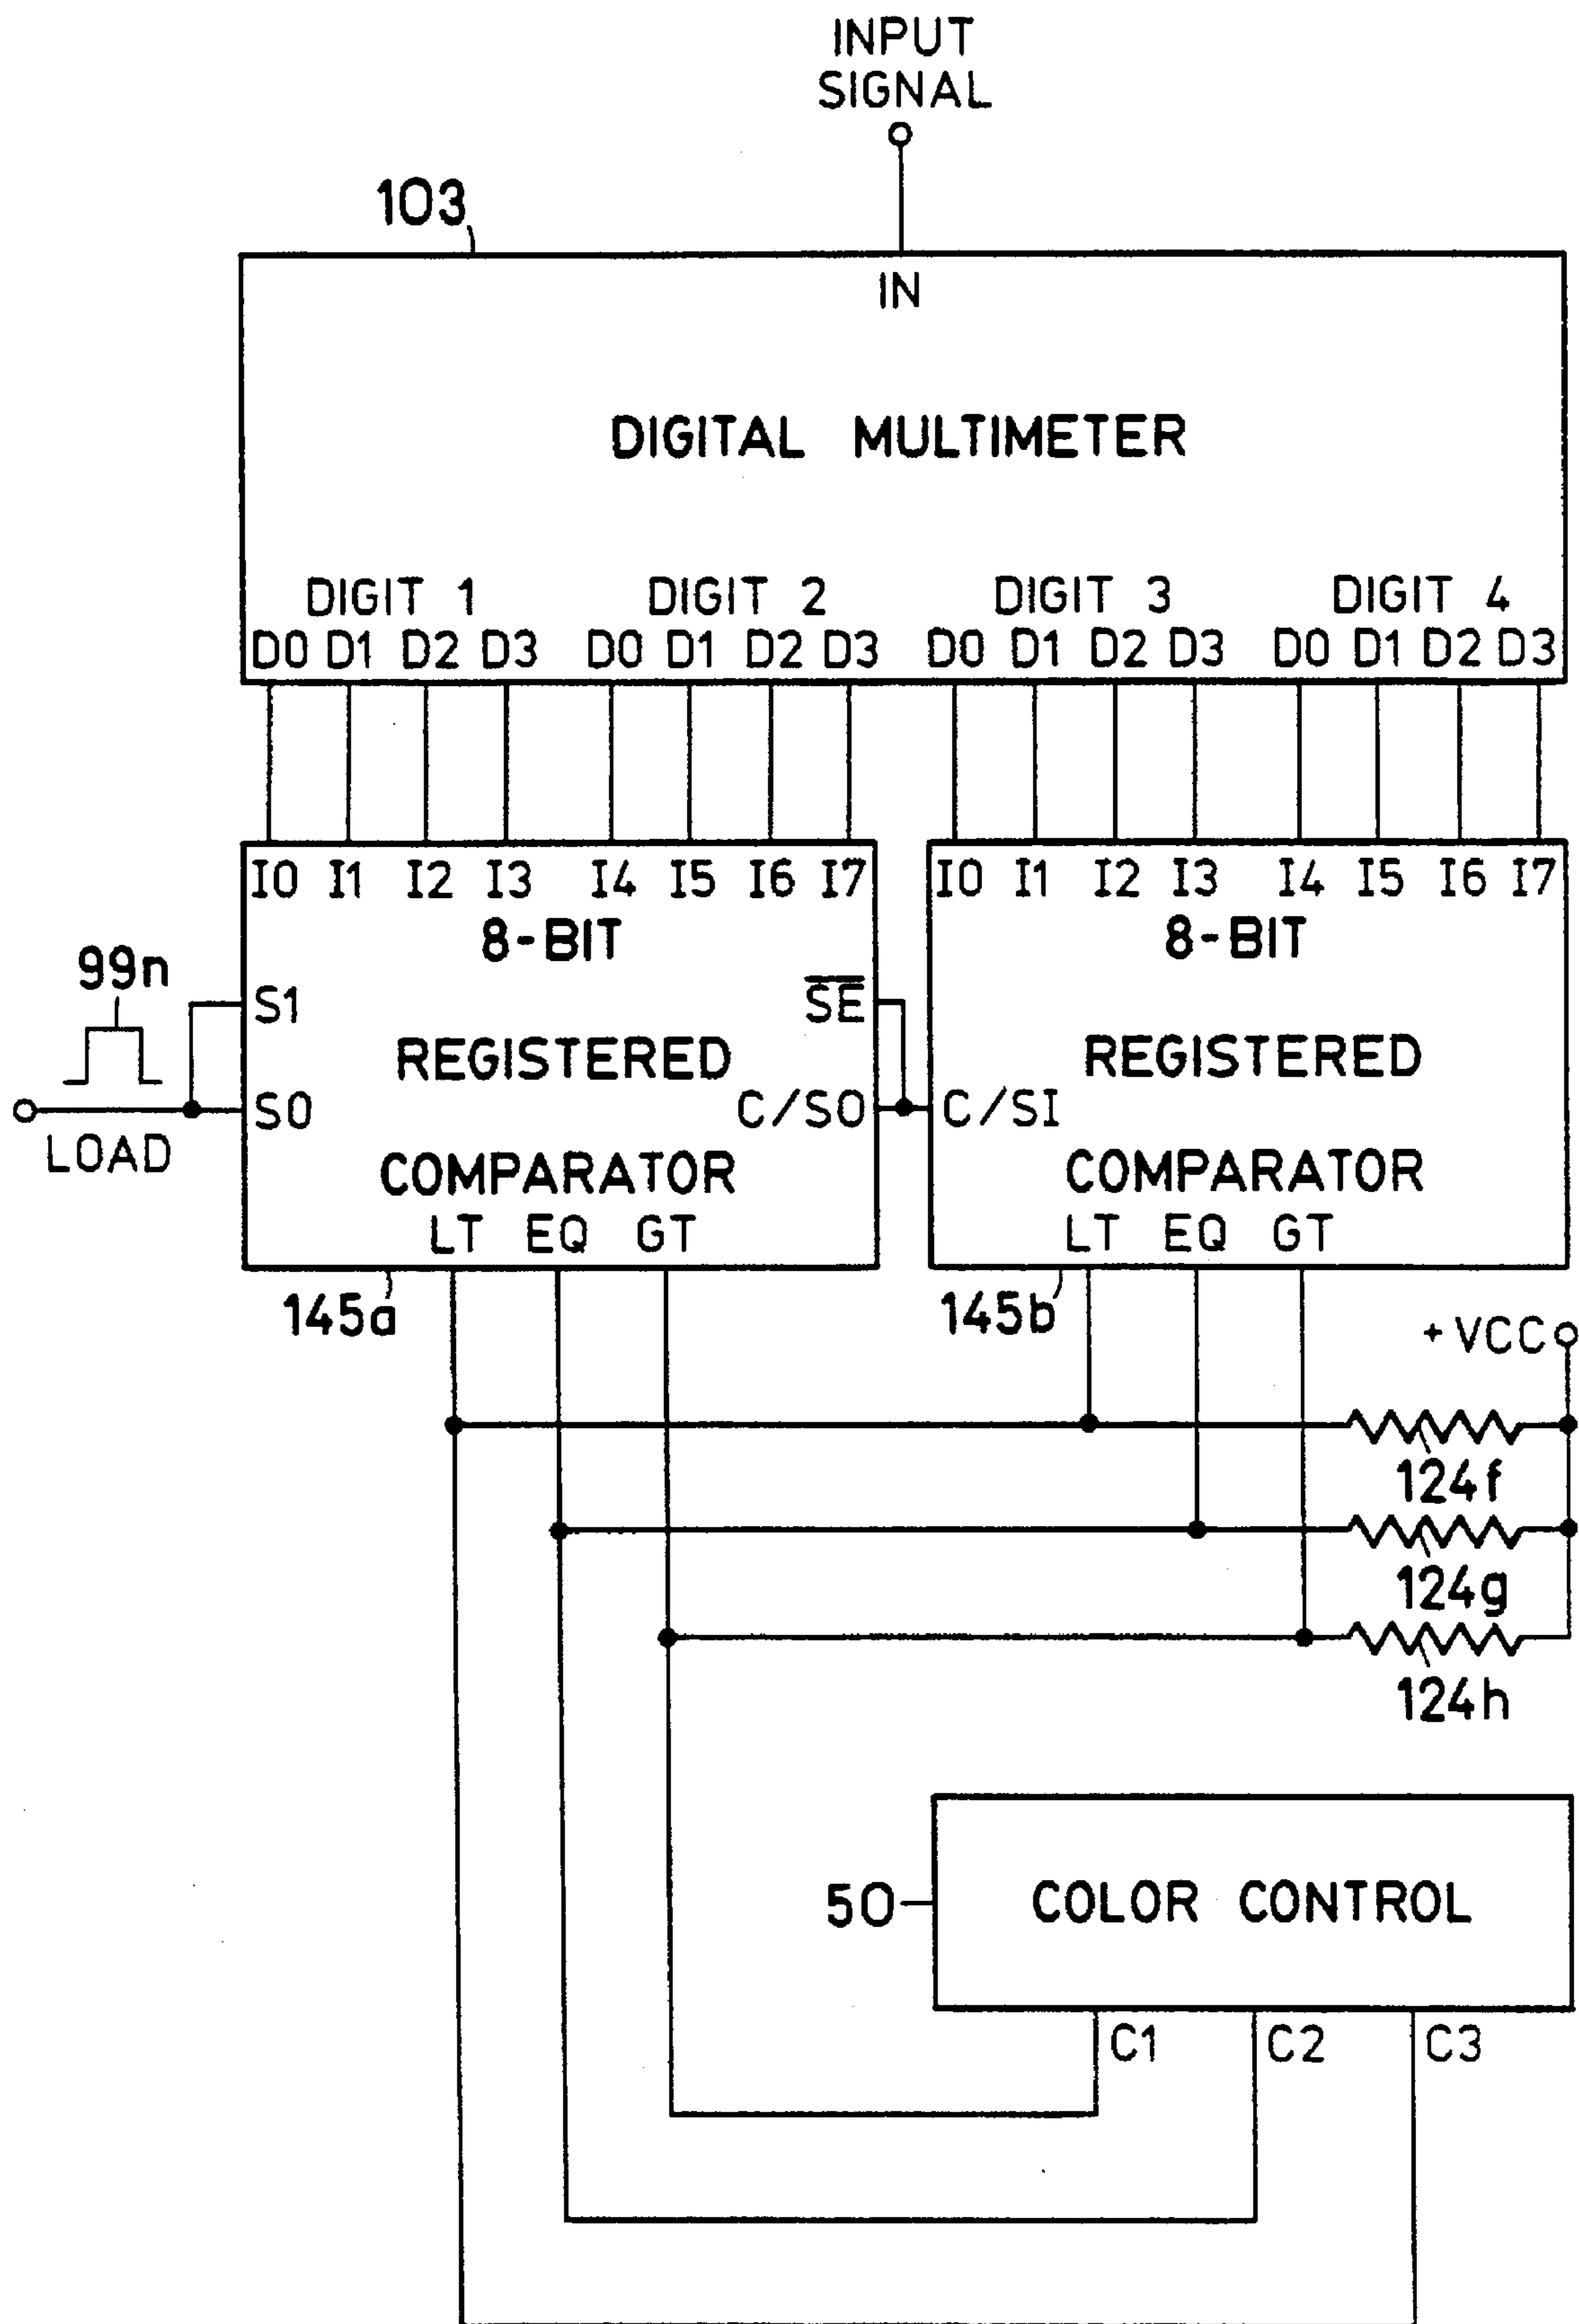 INPUT
SIGNAL
103
IN
DIGITAL MULTIMETER
DIGIT 1 DIGIT 2 DIGIT 3 DIGIT 4
D0 D1 D2 D3 D0 D1 D2 D3 D0 D1 D2 D3 D0 D1 D2 D3
I0 I1 I2 I3 I4 I5 I6 I7 I0 I1 I2 I3 I4 I5 I6 I7
8-BIT 8-BIT
99n
S1 SE
REGISTERED REGISTERED
S0 C/SO C/SI
LOAD
COMPARATOR COMPARATOR
LT EQ GT LT EQ GT
145a 145b
+VCC
124f
124g
124h
50
COLOR CONTROL
C1 C2 C3